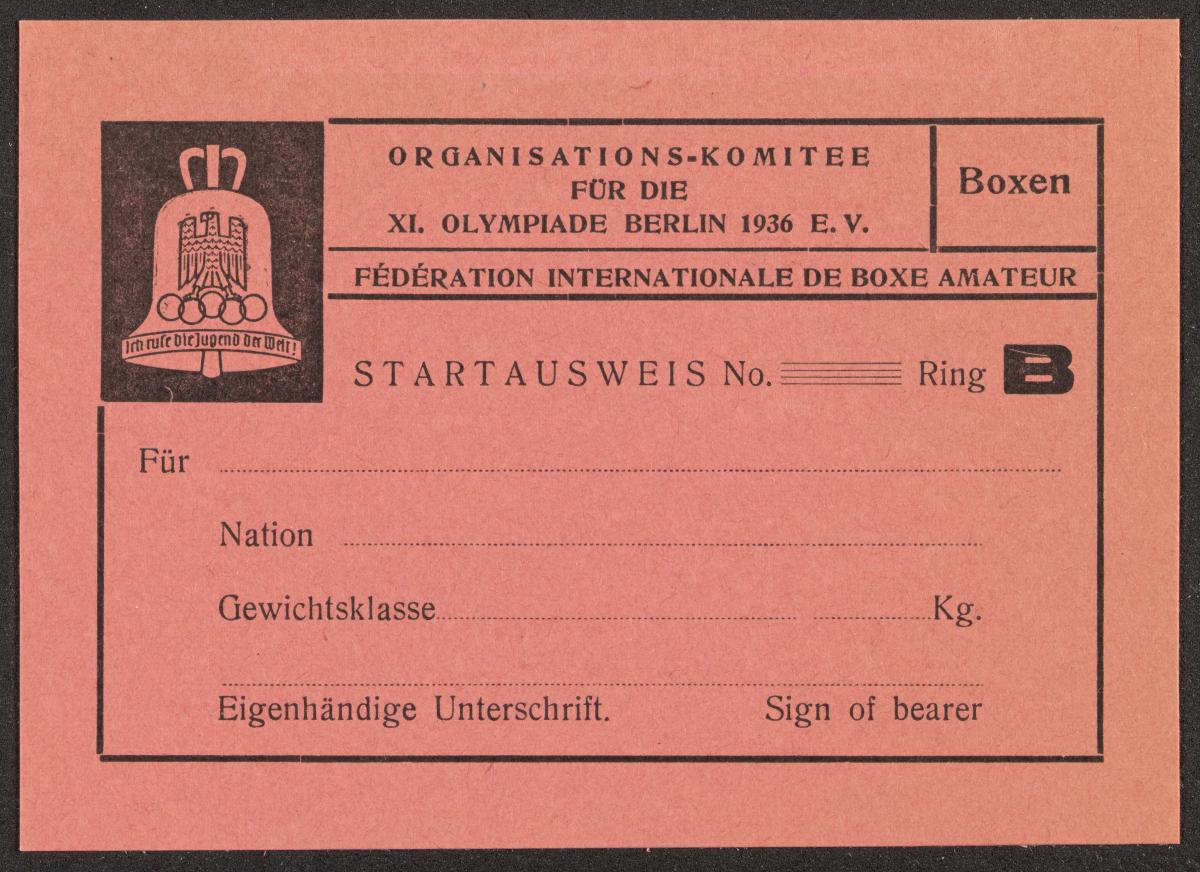 ORGANISATIONS-KOMITEE
FÜR DIE
XI. OLYMPIADE BERLIN 1936 E. V.
Boxen
FÉDÉRATION INTERNATIONALE DE BOXE AMATEUR
Ich rufe die Jugend der Welt!
STARTAUSWEIS No. Ring B
Für
Nation
Gewichtsklasse Kg.
Eigenhändige Unterschrift. Sign of bearer